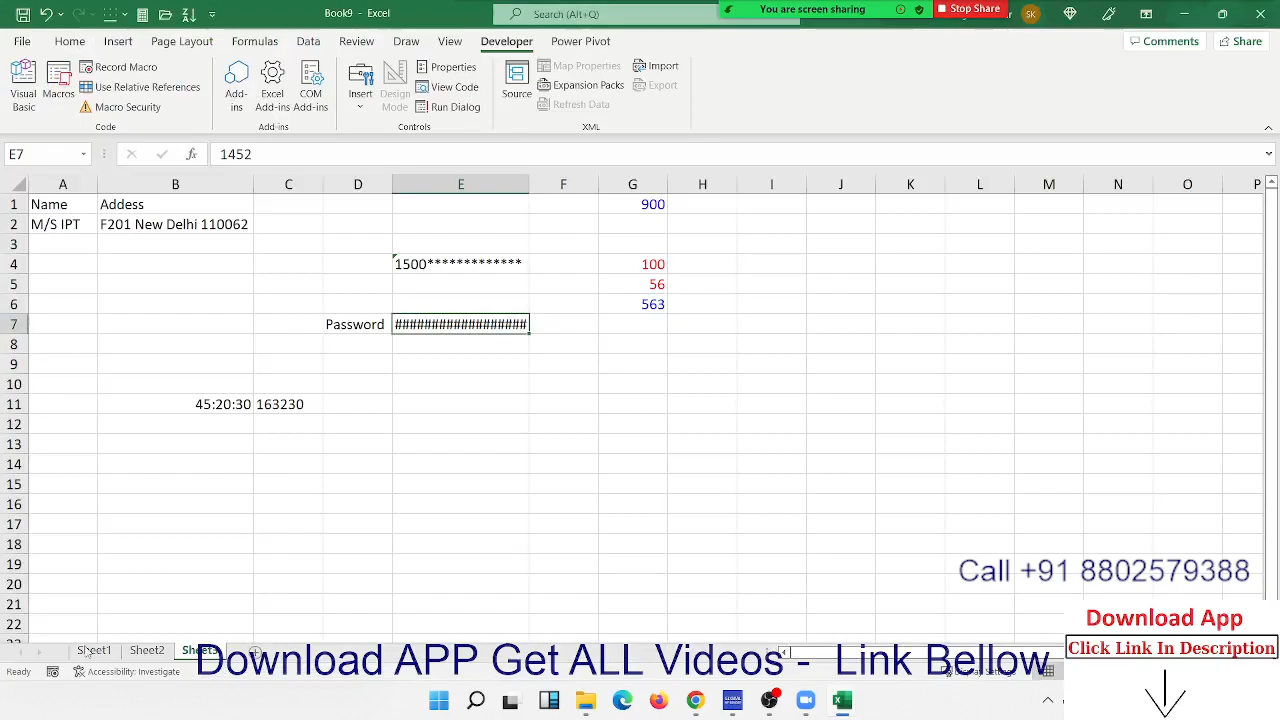 Book9 - Excel
Search (Alt+Q)
You are screen sharing
Stop Share
SK
File Home Insert Page Layout Formulas Data Review Draw View Developer Power Pivot
Comments Share
Visual Basic
Macros
Record Macro
Use Relative References
Macro Security
Code
Add-ins
Excel Add-ins
COM Add-ins
Add-ins
Insert
Design Mode
Properties
View Code
Run Dialog
Controls
Source
Map Properties
Expansion Packs
Refresh Data
Import
Export
XML
E7
fx
1452
A B C D E F G H I J K L M N O P
1 Name Addess 900
2 M/S IPT F201 New Delhi 110062
3
4 1500************* 100
5 56
6 563
7 Password ##################
8
9
10
11 45:20:30 163230
12
13
14
15
16
17
18
19
20
21
22
Call +91 8802579388
Download App
Click Link In Description
Sheet1 Sheet2 Sheet3
Download APP Get ALL Videos - Link Bellow
Ready
Accessibility: Investigate